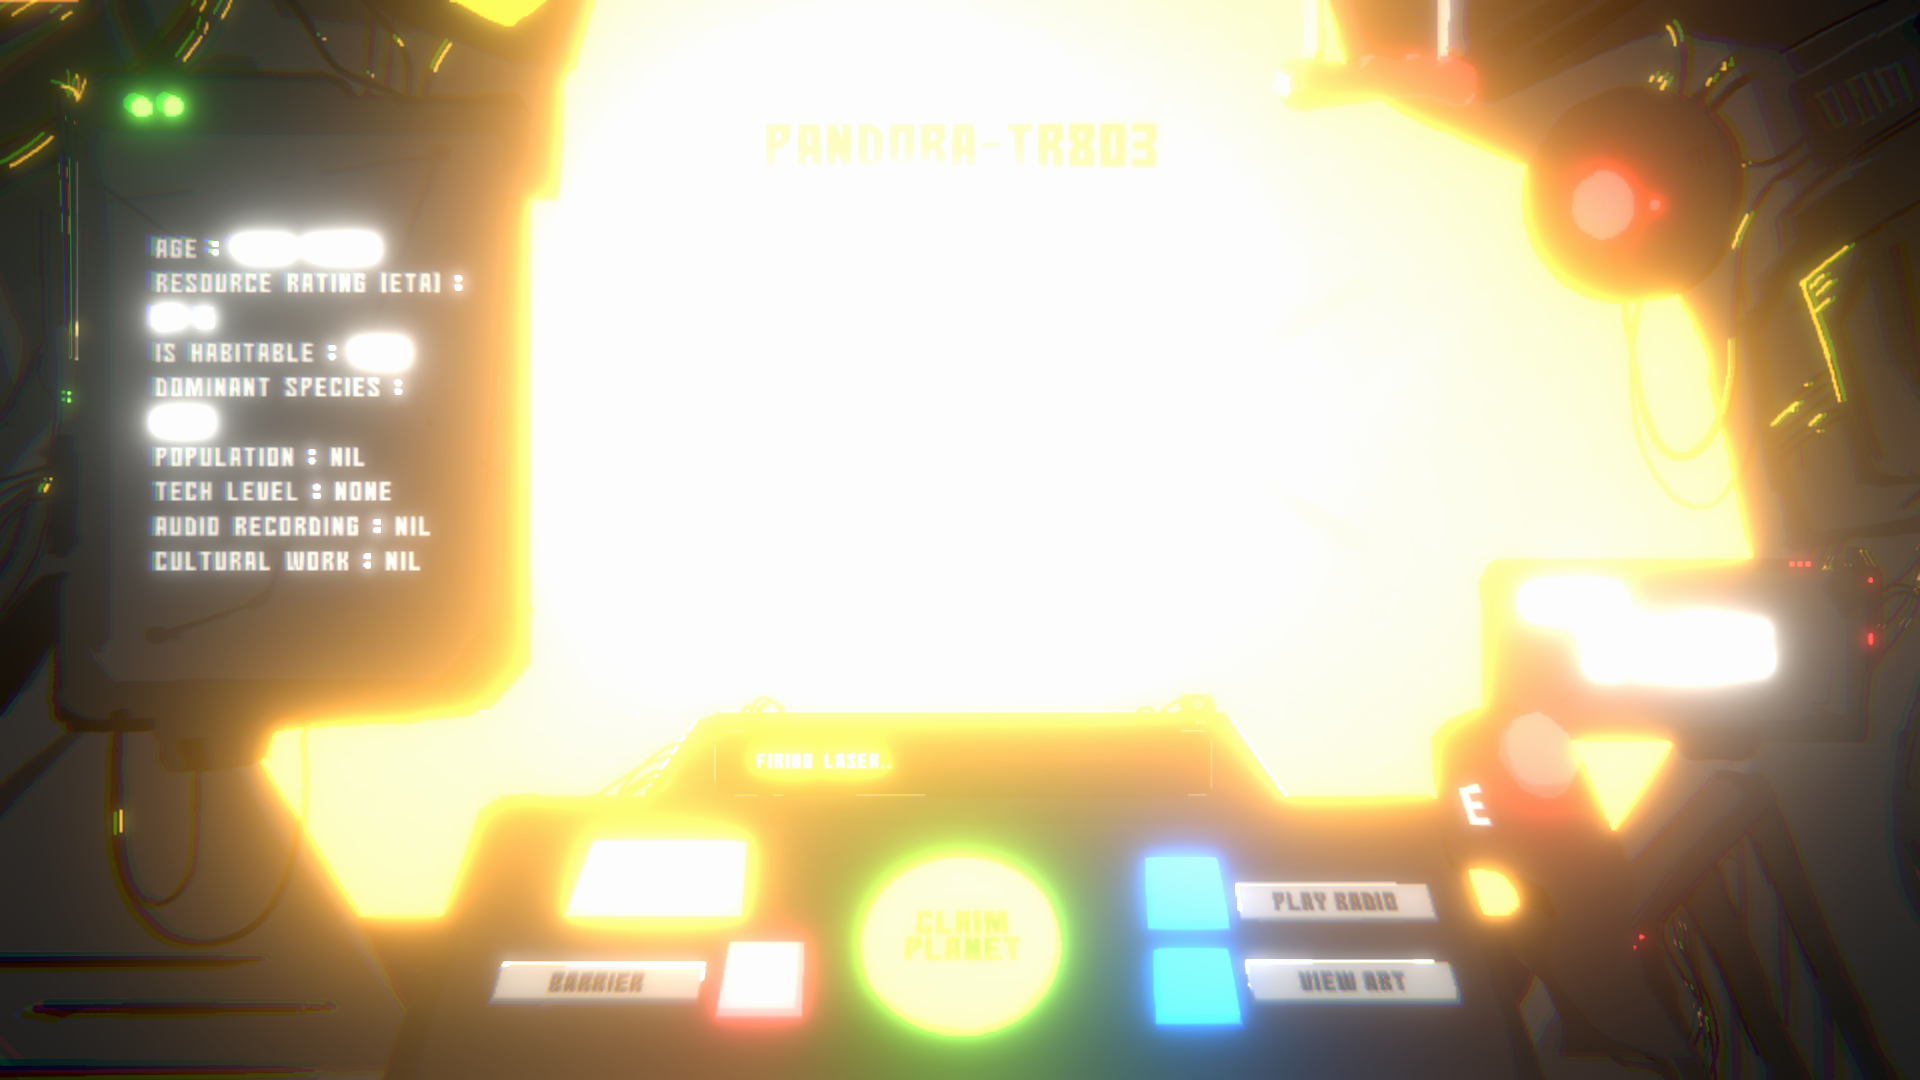 PANDORA-TR803
AGE :
RESOURCE RATING [ETA] :
IS HABITABLE :
DOMINANT SPECIES :
POPULATION : NIL
TECH LEVEL : NONE
AUDIO RECORDING : NIL
CULTURAL WORK : NIL
FIRING LASER..
E
CLAIM
PLANET
PLAY RADIO
BARRIER
VIEW ART